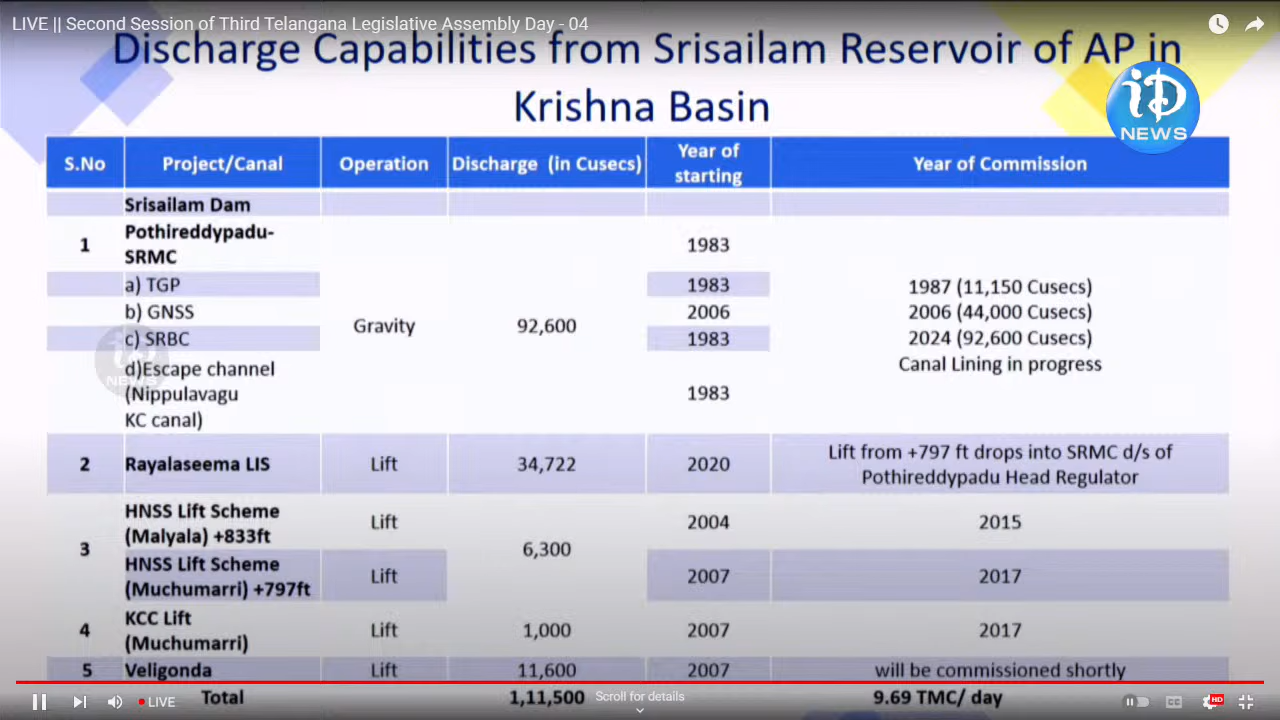 LIVE || Second Session of Third Telangana Legislative Assembly Day - 04
Discharge Capabilities from Srisailam Reservoir of AP in
Krishna Basin
iD
NEWS
S.No Project/Canal Operation Discharge (in Cusecs) Year of starting Year of Commission
Srisailam Dam
1 Pothireddypadu-
SRMC 1983
a) TGP 1983 1987 (11,150 Cusecs)
b) GNSS 2006 2006 (44,000 Cusecs)
Gravity 92,600
c) SRBC 1983 2024 (92,600 Cusecs)
Canal Lining in progress
iD
NEWS
d)Escape channel
(Nippulavagu 1983
KC canal)
2 Rayalaseema LIS Lift 34,722 2020 Lift from +797 ft drops into SRMC d/s of
Pothireddypadu Head Regulator
3 HNSS Lift Scheme
(Malyala) +833ft Lift 6,300 2004 2015
HNSS Lift Scheme
(Muchumarri) +797ft Lift 2007 2017
4 KCC Lift
(Muchumarri) Lift 1,000 2007 2017
5 Veligonda Lift 11,600 2007 will be commissioned shortly
Total 1,11,500 9.69 TMC/ day
LIVE
Scroll for details
CC
HD